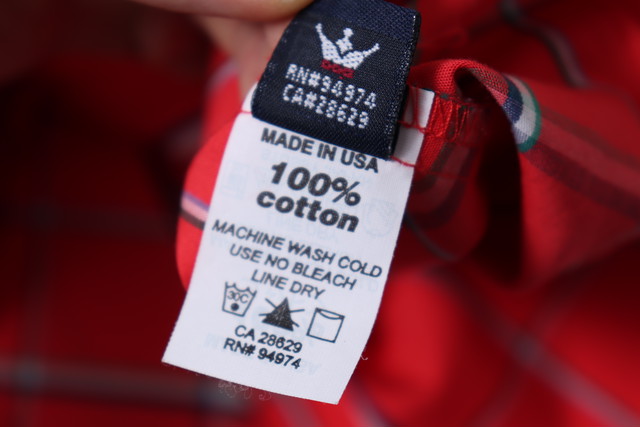 RN#94974
CA#28629
MADE IN USA
100%
cotton
MACHINE WASH COLD
USE NO BLEACH
LINE DRY
30C
CA 28629
RN# 94974